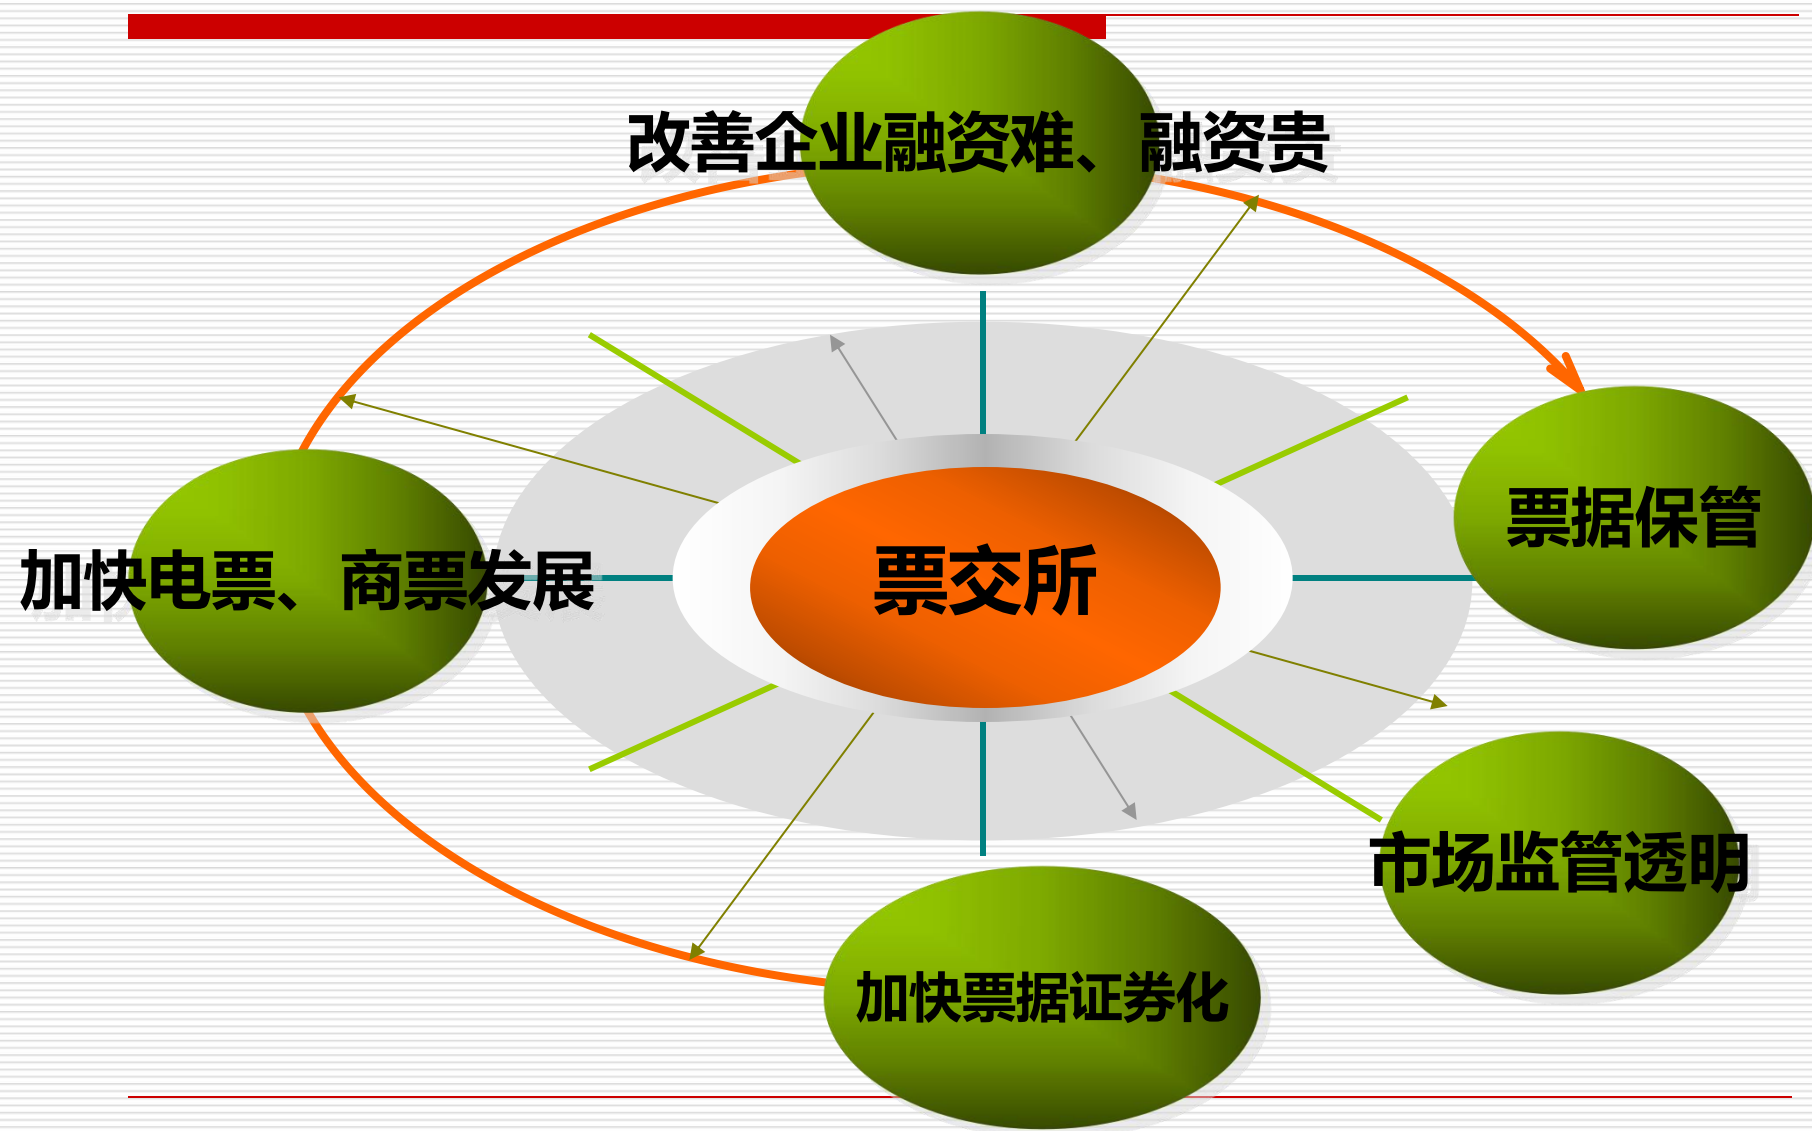 改善企业融资难、融资贵
票据保管
加快电票、商票发展
票交所
市场监管透明
加快票据证券化